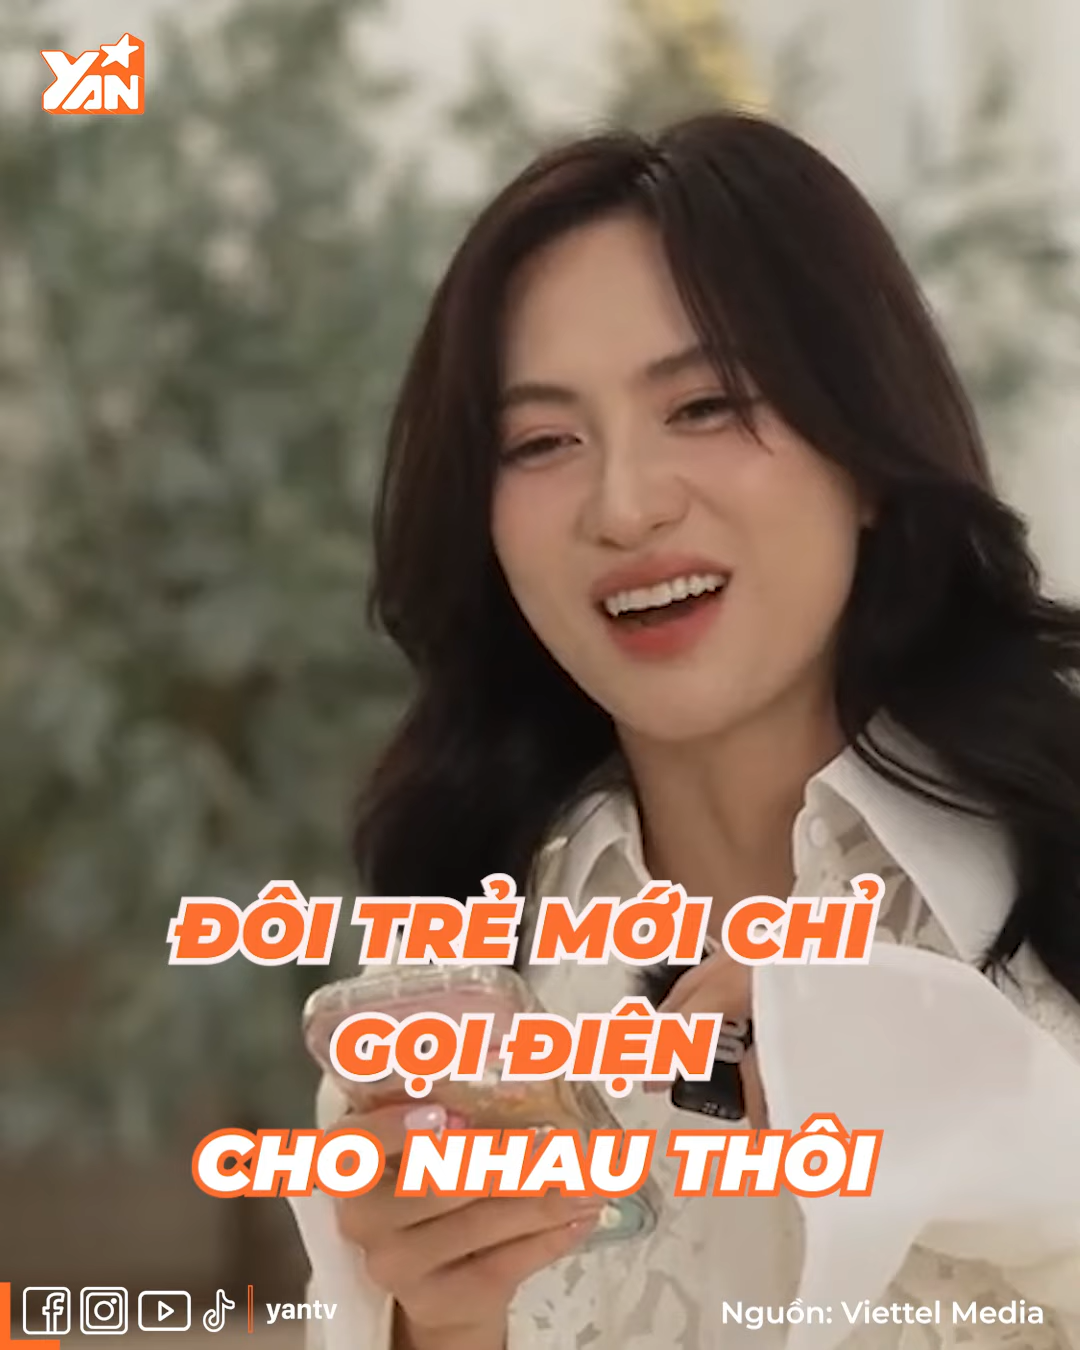 YAN
ĐÔI TRẺ MỚI CHỈ
GỌI ĐIỆN
CHO NHAU THÔI
yantv
Nguồn: Viettel Media